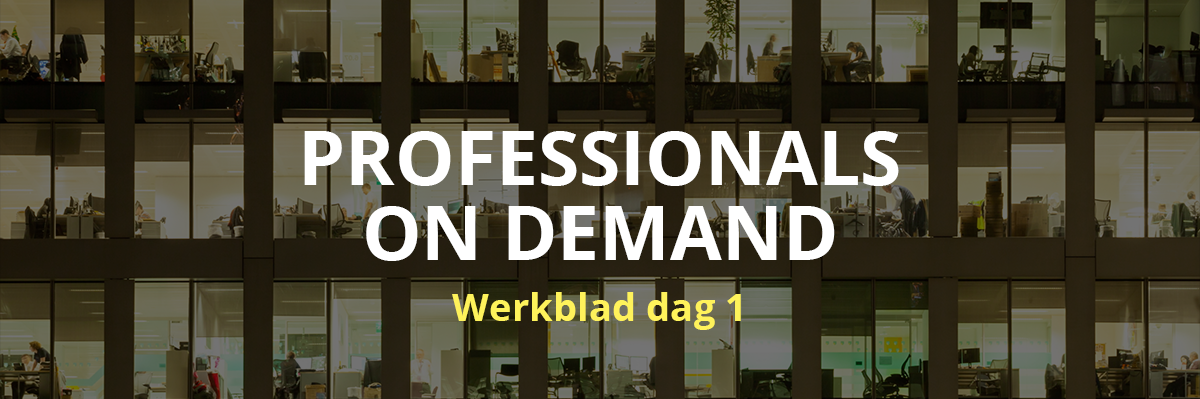 PROFESSIONALS
ON DEMAND
Werkblad dag 1